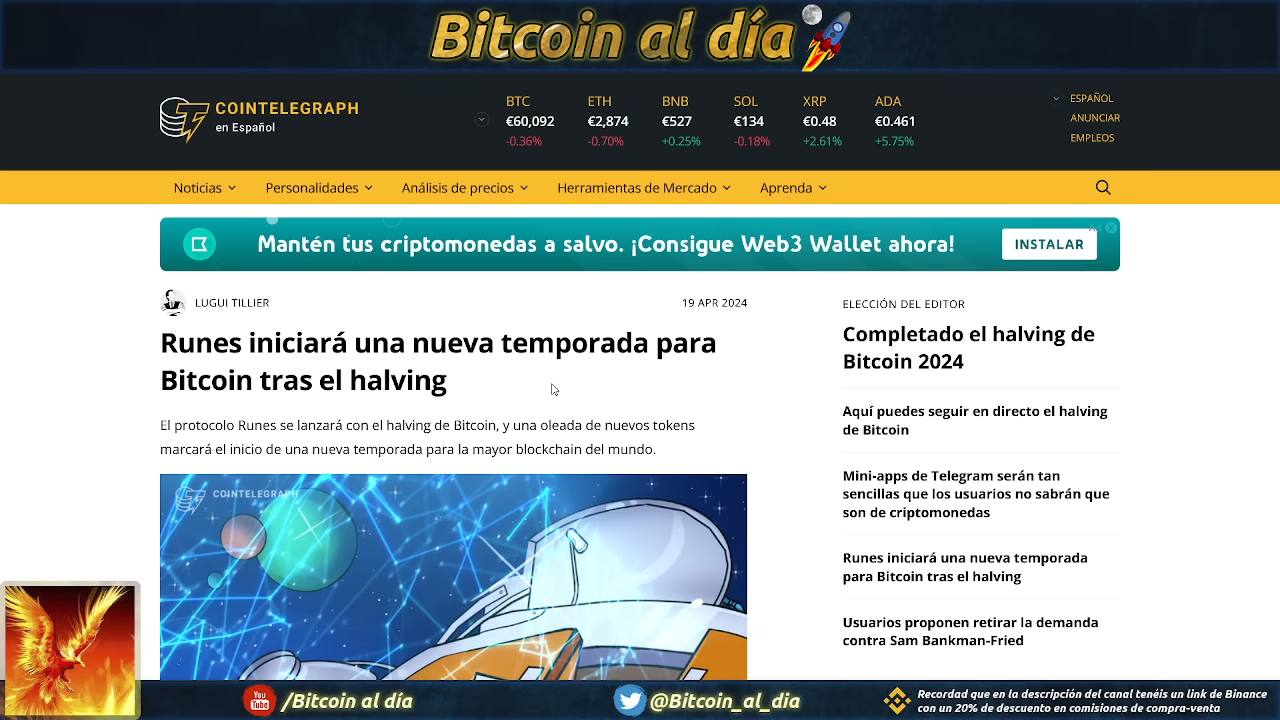 Bitcoin al día
COINTELEGRAPH
en Español
BTC ETH BNB SOL XRP ADA
€60,092 €2,874 €527 €134 €0.48 €0.461
-0.36% -0.70% +0.25% -0.18% +2.61% +5.75%
ESPAÑOL
ANUNCIAR
EMPLEOS
Noticias Personalidades Análisis de precios Herramientas de Mercado Aprenda
Mantén tus criptomonedas a salvo. ¡Consigue Web3 Wallet ahora!
INSTALAR
Ad
LUGUI TILLIER 19 APR 2024
Runes iniciará una nueva temporada para
Bitcoin tras el halving
El protocolo Runes se lanzará con el halving de Bitcoin, y una oleada de nuevos tokens
marcará el inicio de una nueva temporada para la mayor blockchain del mundo.
COINTELEGRAPH
ELECCIÓN DEL EDITOR
Completado el halving de
Bitcoin 2024
Aquí puedes seguir en directo el halving
de Bitcoin
Mini-apps de Telegram serán tan
sencillas que los usuarios no sabrán que
son de criptomonedas
Runes iniciará una nueva temporada
para Bitcoin tras el halving
Usuarios proponen retirar la demanda
contra Sam Bankman-Fried
You
Tube
/Bitcoin al día
@Bitcoin_al_dia
Recordad que en la descripción del canal tenéis un link de Binance
con un 20% de descuento en comisiones de compra-venta